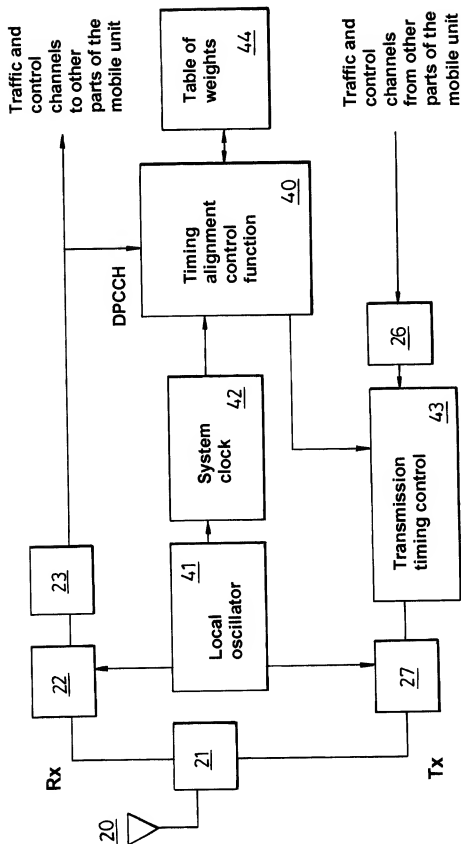 Traffic and
control
channels
to other
parts of the
mobile unit
Table of
weights
44
Traffic and
control
channels
from other
parts of the
mobile unit
DPCCH
Timing
alignment
control
function
40
26
System
clock
42
Transmission
timing control
43
23
22
Local
oscillator
41
27
Rx
21
Tx
20